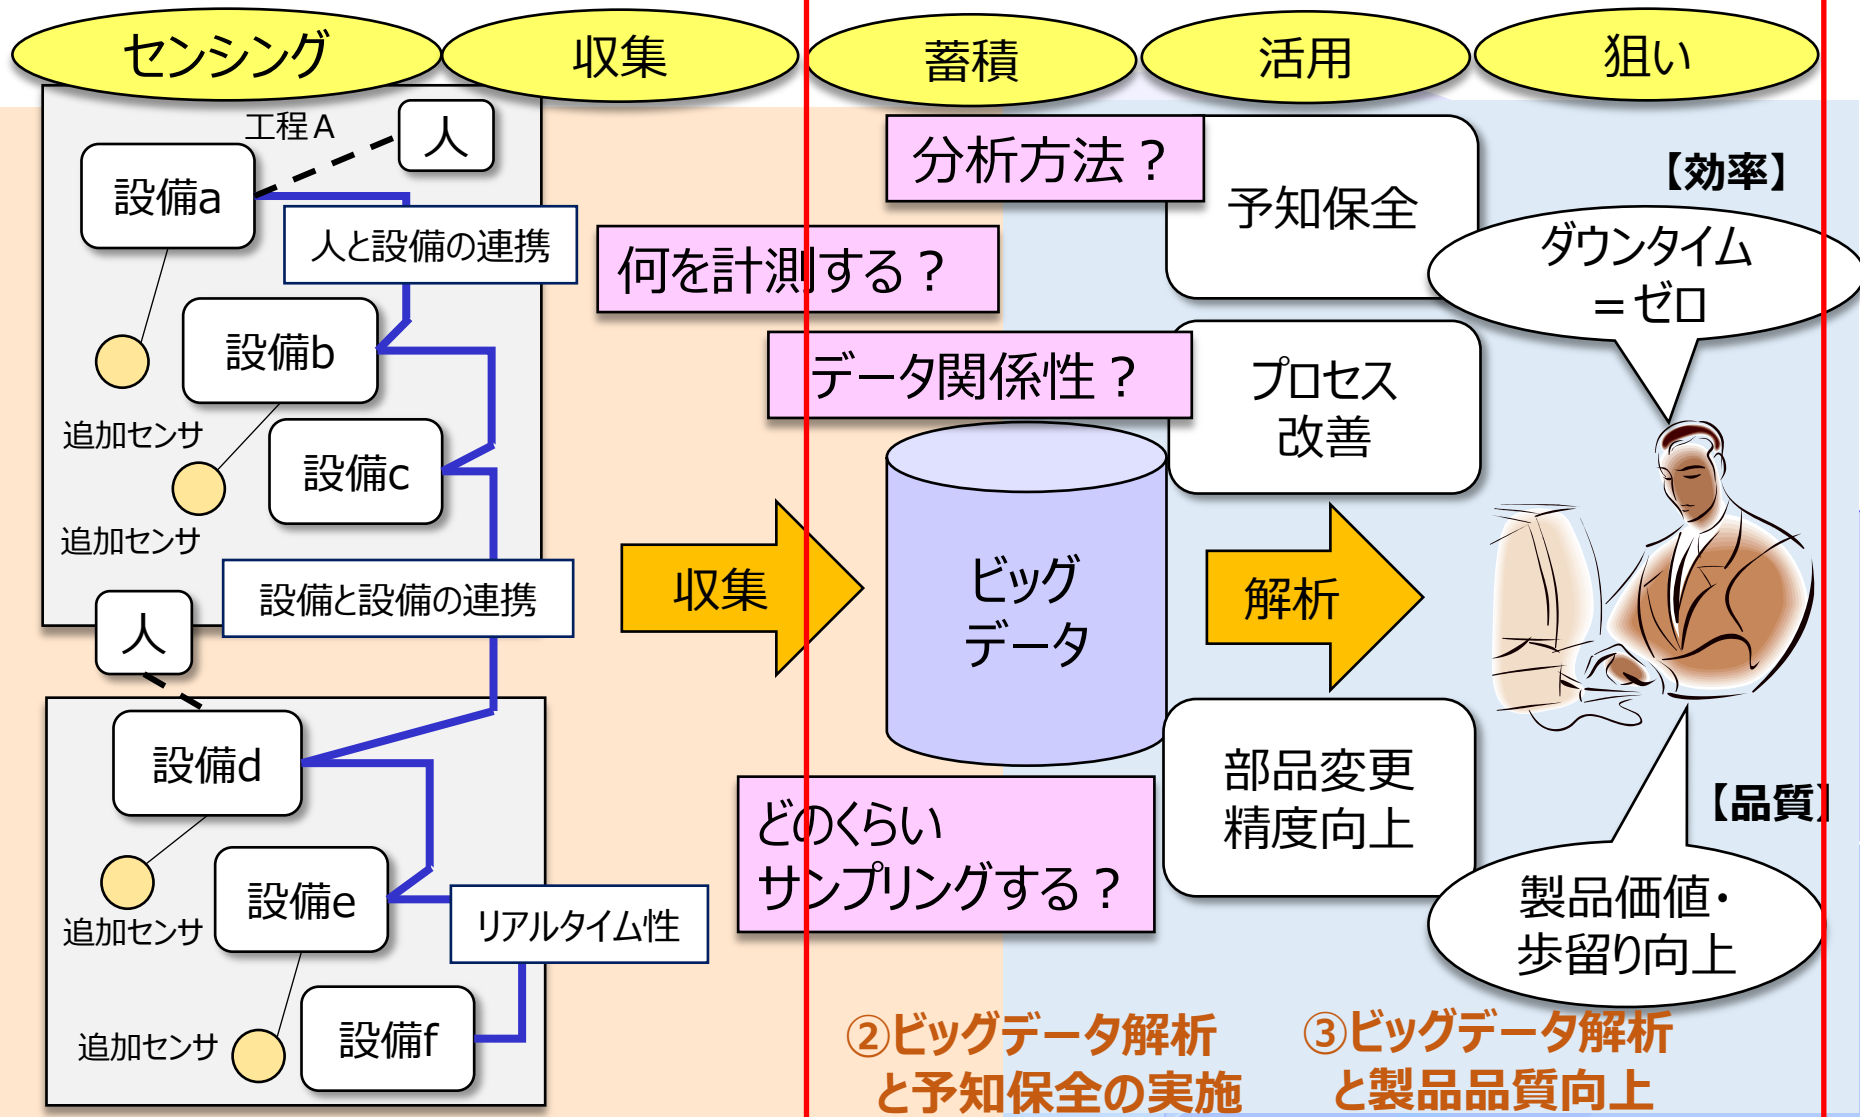 センシング
収集
蓄積
活用
狙い
工程A
人
設備a
人と設備の連携
設備b
追加センサ
設備c
追加センサ
設備と設備の連携
人
設備d
追加センサ
設備e
リアルタイム性
設備f
追加センサ
分析方法?
何を計測する?
データ関係性?
収集
ビッグ
データ
どのくらい
サンプリングする?
予知保全
プロセス
改善
解析
部品変更
精度向上
【効率】
ダウンタイム
=ゼロ
【品質】
製品価値・
歩留り向上
②ビッグデータ解析
と予知保全の実施
③ビッグデータ解析
と製品品質向上